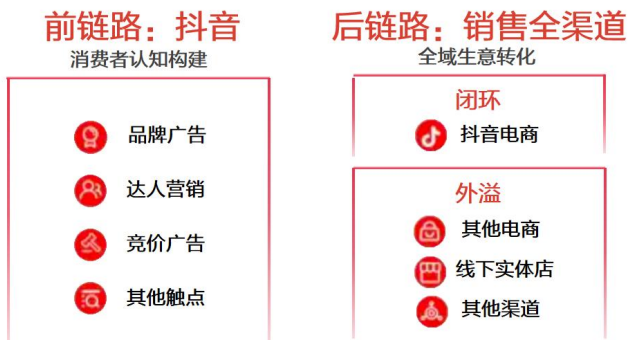 前链路：抖音
消费者认知构建
品牌广告
达人营销
竞价广告
其他触点
后链路：销售全渠道
全域生意转化
闭环
抖音电商
外溢
其他电商
线下实体店
其他渠道